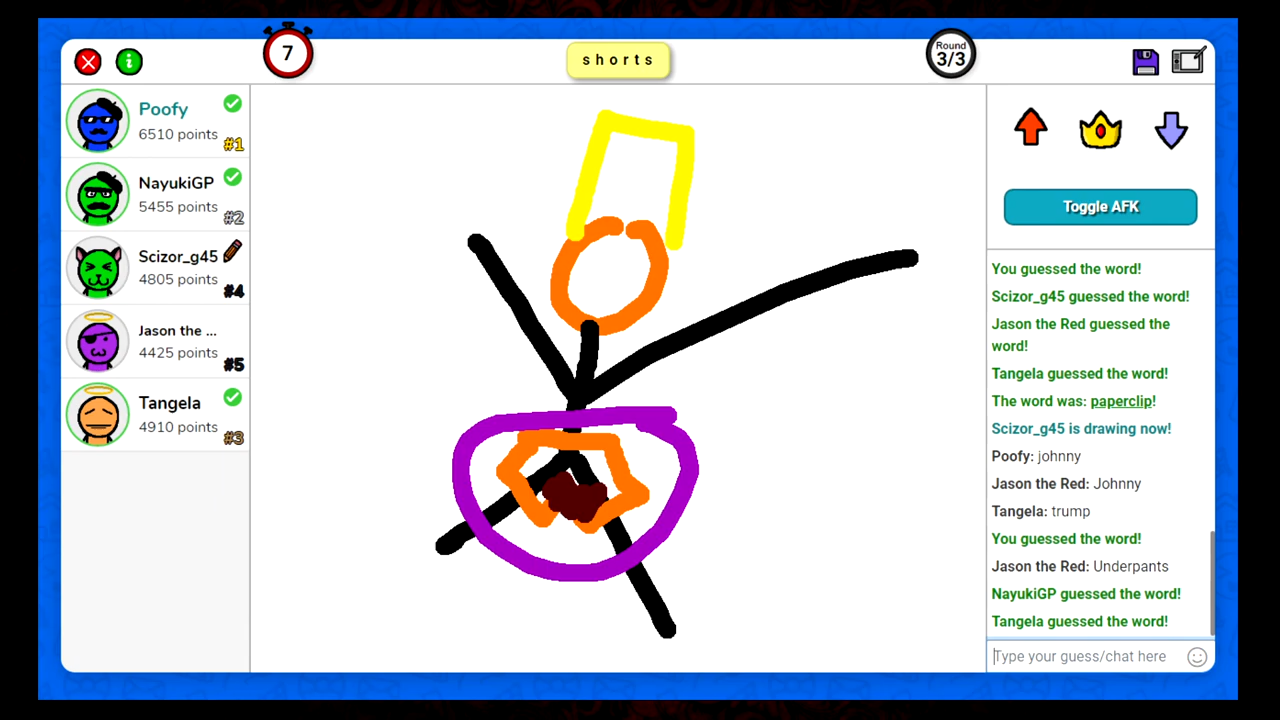 7
shorts
Round
3/3
Poofy
6510 points
#1
NayukiGP
5455 points
#2
Scizor_g45
4805 points
#4
Jason the ...
4425 points
#5
Tangela
4910 points
#3
Toggle AFK
You guessed the word!
Scizor_g45 guessed the word!
Jason the Red guessed the
word!
Tangela guessed the word!
The word was: paperclip!
Scizor_g45 is drawing now!
Poofy: johnny
Jason the Red: Johnny
Tangela: trump
You guessed the word!
Jason the Red: Underpants
NayukiGP guessed the word!
Tangela guessed the word!
Type your guess/chat here